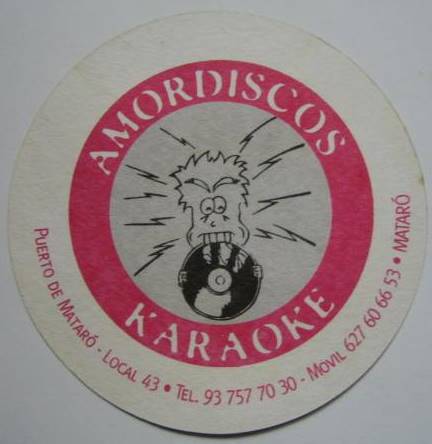 AMORDISCOS
KARAOKE
PUERTO DE MATARÓ - LOCAL 43 • TEL. 93 757 70 30 - MOVIL 627 60 66 53 • MATARÓ